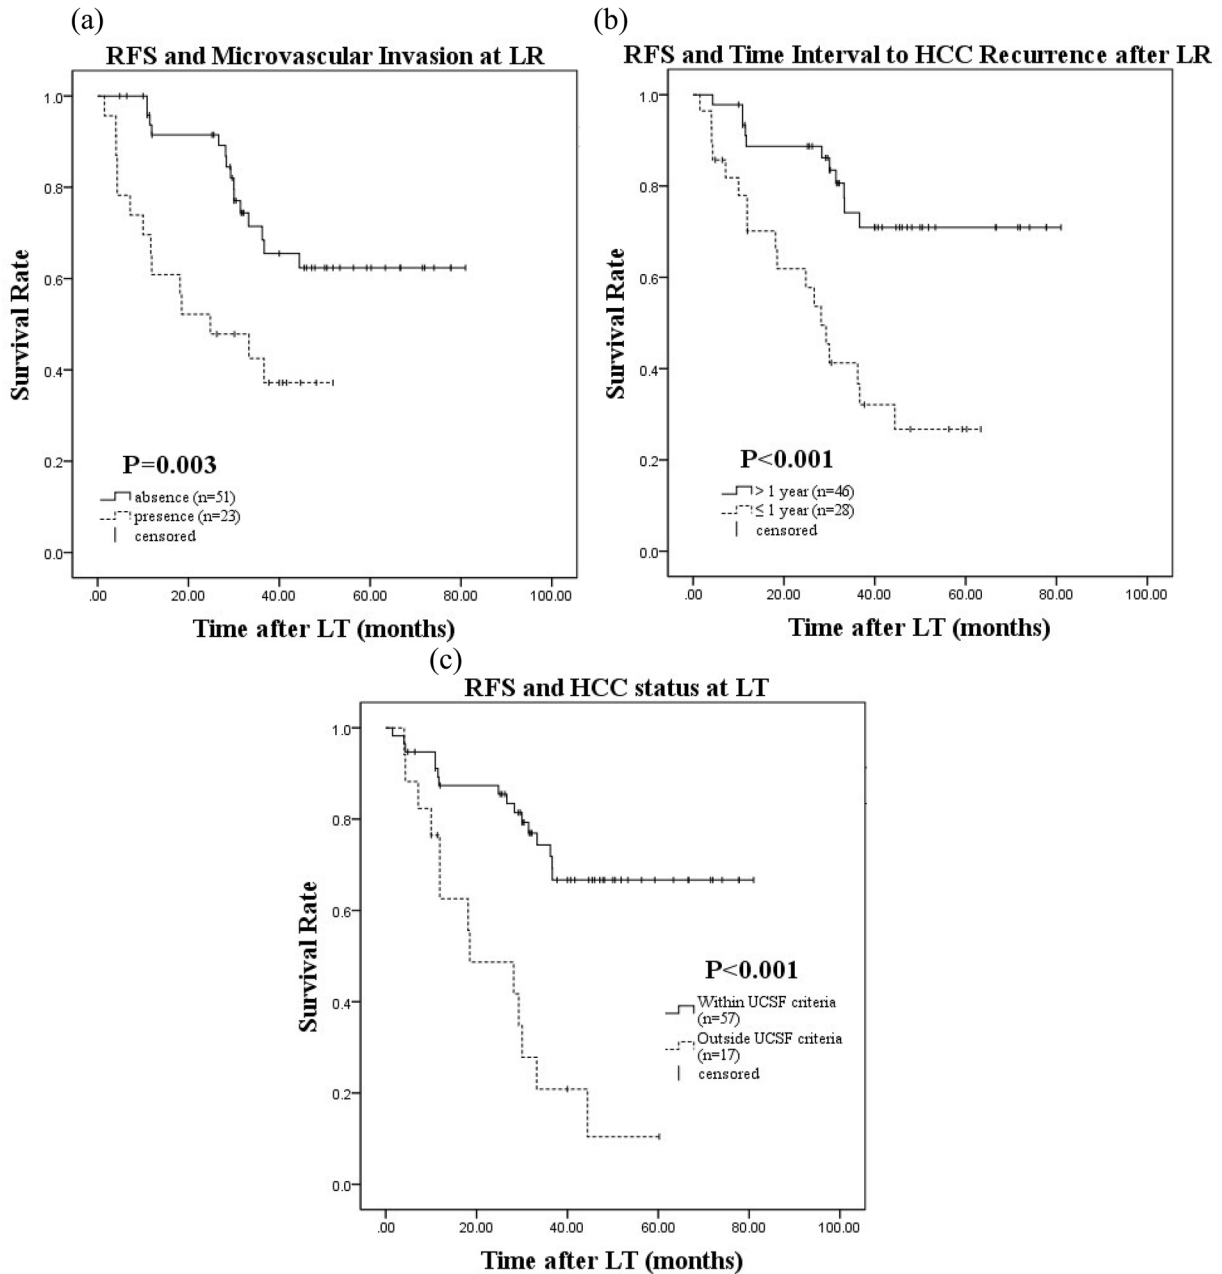 (a)
RFS and Microvascular Invasion at LR
1.0
0.8
0.6
0.4
0.2
0.0
Survival Rate
P=0.003
absence (n=51)
presence (n=23)
censored
.00 20.00 40.00 60.00 80.00 100.00
Time after LT (months)
(b)
RFS and Time Interval to HCC Recurrence after LR
1.0
0.8
0.6
0.4
0.2
0.0
Survival Rate
P<0.001
> 1 year (n=46)
≤ 1 year (n=28)
censored
.00 20.00 40.00 60.00 80.00 100.00
Time after LT (months)
(c)
RFS and HCC status at LT
1.0
0.8
0.6
0.4
0.2
0.0
Survival Rate
P<0.001
Within UCSF criteria
(n=57)
Outside UCSF criteria
(n=17)
censored
.00 20.00 40.00 60.00 80.00 100.00
Time after LT (months)